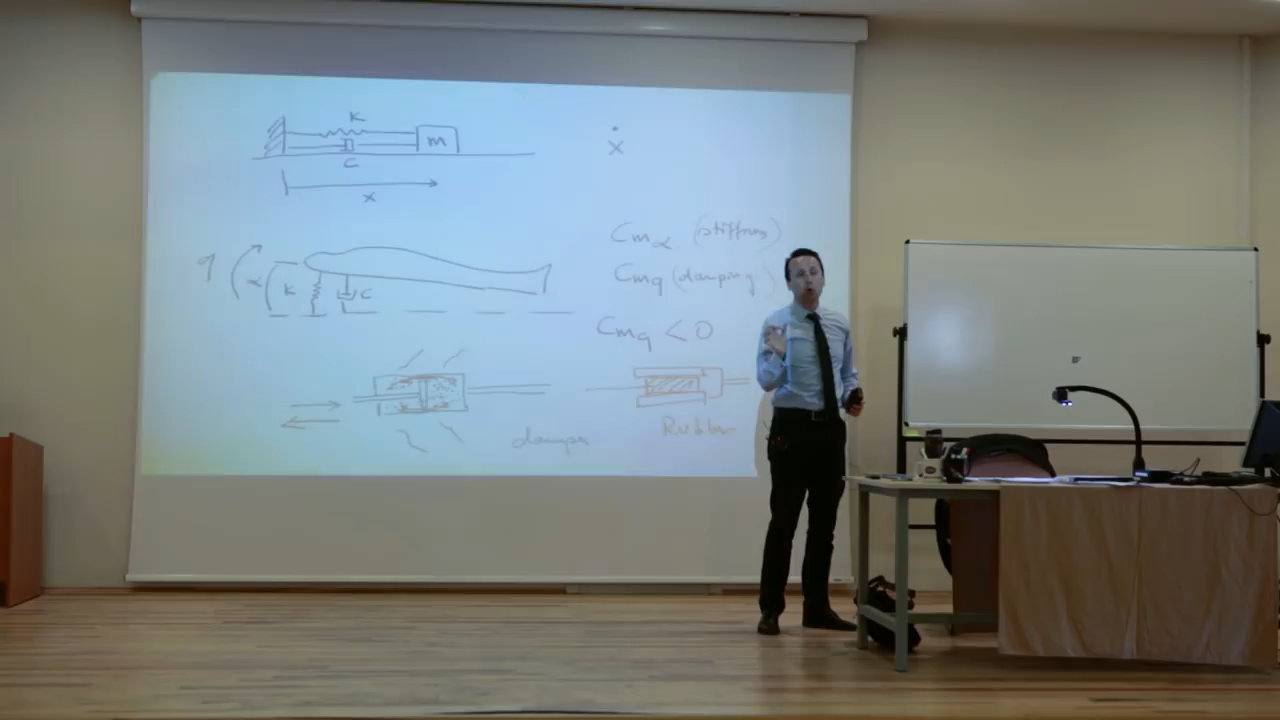 K
m
C
x
ẋ
Cmα (stiffness)
q α K C
Cmq (damping)
Cmq < 0
damper
Rubber